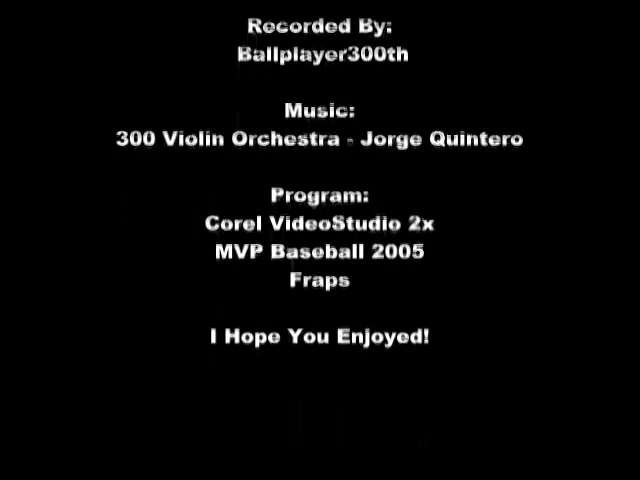 Recorded By:
Ballplayer300th
Music:
300 Violin Orchestra - Jorge Quintero
Program:
Corel VideoStudio 2x
MVP Baseball 2005
Fraps
I Hope You Enjoyed!